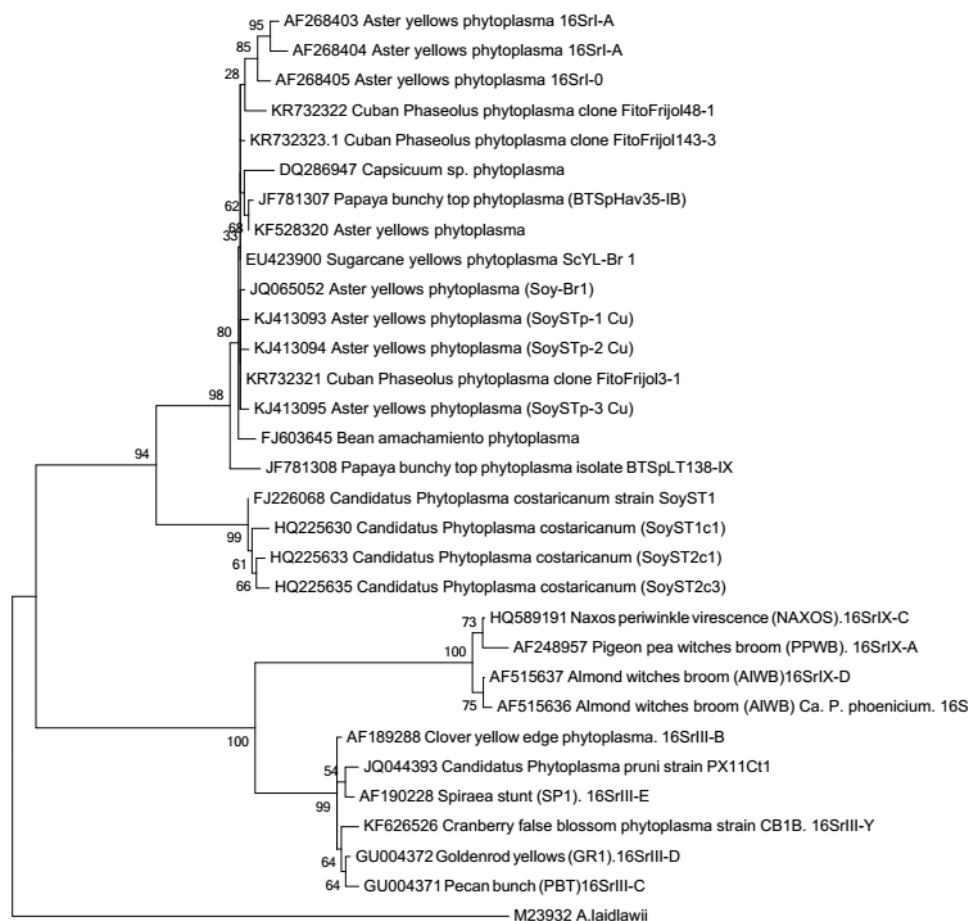 95
AF268403 Aster yellows phytoplasma 16SrI-A
85
AF268404 Aster yellows phytoplasma 16SrI-A
28
AF268405 Aster yellows phytoplasma 16SrI-0
KR732322 Cuban Phaseolus phytoplasma clone FitoFrijol48-1
KR732323.1 Cuban Phaseolus phytoplasma clone FitoFrijol143-3
DQ286947 Capsicuum sp. phytoplasma
62
JF781307 Papaya bunchy top phytoplasma (BTSpHav35-IB)
68
KF528320 Aster yellows phytoplasma
33
EU423900 Sugarcane yellows phytoplasma ScYL-Br 1
JQ065052 Aster yellows phytoplasma (Soy-Br1)
KJ413093 Aster yellows phytoplasma (SoySTp-1 Cu)
80
KJ413094 Aster yellows phytoplasma (SoySTp-2 Cu)
KR732321 Cuban Phaseolus phytoplasma clone FitoFrijol3-1
98
KJ413095 Aster yellows phytoplasma (SoySTp-3 Cu)
FJ603645 Bean amachamiento phytoplasma
94
JF781308 Papaya bunchy top phytoplasma isolate BTSpLT138-IX
FJ226068 Candidatus Phytoplasma costaricanum strain SoyST1
HQ225630 Candidatus Phytoplasma costaricanum (SoyST1c1)
99
HQ225633 Candidatus Phytoplasma costaricanum (SoyST2c1)
61
HQ225635 Candidatus Phytoplasma costaricanum (SoyST2c3)
66
HQ589191 Naxos periwinkle virescence (NAXOS).16SrIX-C
73
AF248957 Pigeon pea witches broom (PPWB). 16SrIX-A
100
AF515637 Almond witches broom (AlWB)16SrIX-D
AF515636 Almond witches broom (AlWB) Ca. P. phoenicium. 16S
75
AF189288 Clover yellow edge phytoplasma. 16SrIII-B
100
JQ044393 Candidatus Phytoplasma pruni strain PX11Ct1
54
AF190228 Spiraea stunt (SP1). 16SrIII-E
99
KF626526 Cranberry false blossom phytoplasma strain CB1B. 16SrIII-Y
GU004372 Goldenrod yellows (GR1).16SrIII-D
64
GU004371 Pecan bunch (PBT)16SrIII-C
64
M23932 A.laidlawii